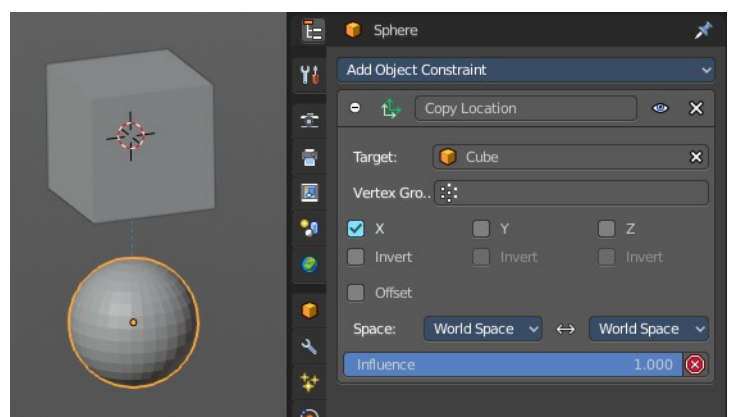 Sphere
Add Object Constraint
Copy Location
Target: Cube
Vertex Gro..
X Y Z
Invert Invert Invert
Offset
Space: World Space World Space
Influence 1.000